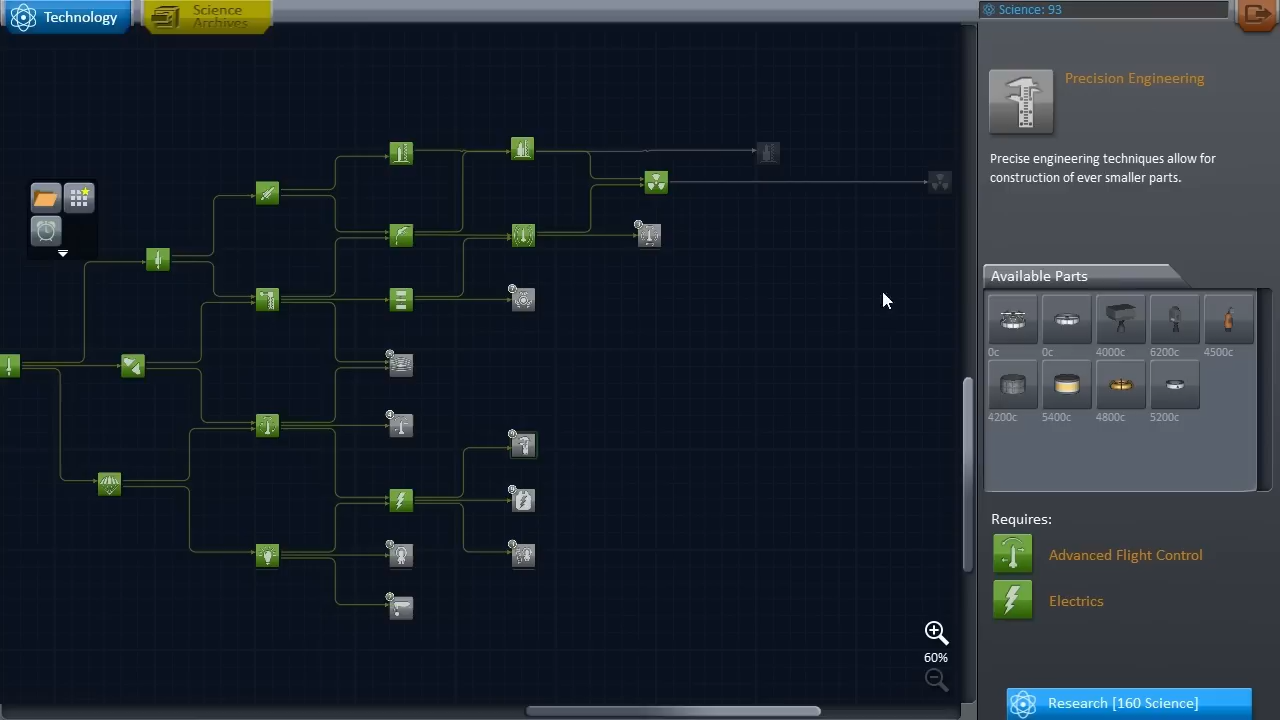 Technology
Science
Archives
Science: 93
Precision Engineering
Precise engineering techniques allow for
construction of ever smaller parts.
Available Parts
0c 0c 4000c 6200c 4500c
4200c 5400c 4800c 5200c
Requires:
Advanced Flight Control
Electrics
60%
Research [160 Science]